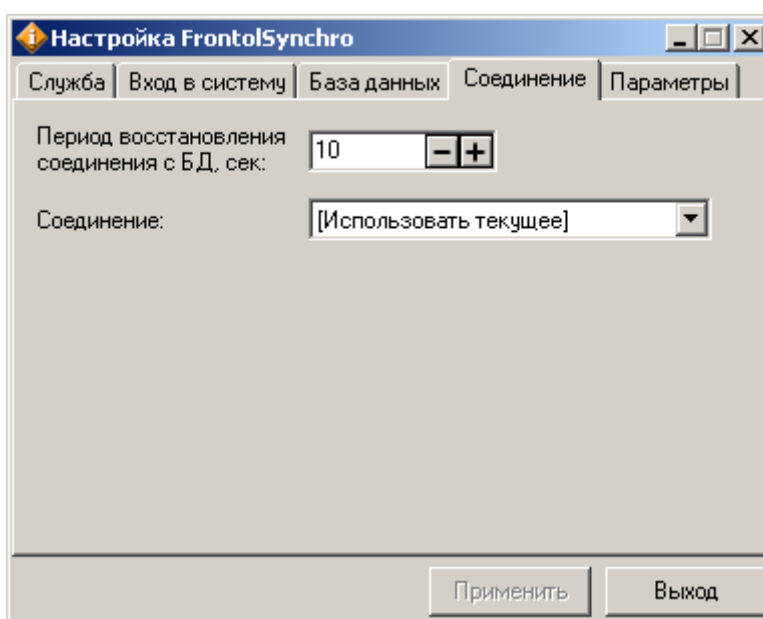 Настройка FrontolSynchro
Служба Вход в систему База данных Соединение Параметры
Период восстановления
соединения с БД, сек:
10
Соединение:
[Использовать текущее]
Применить Выход